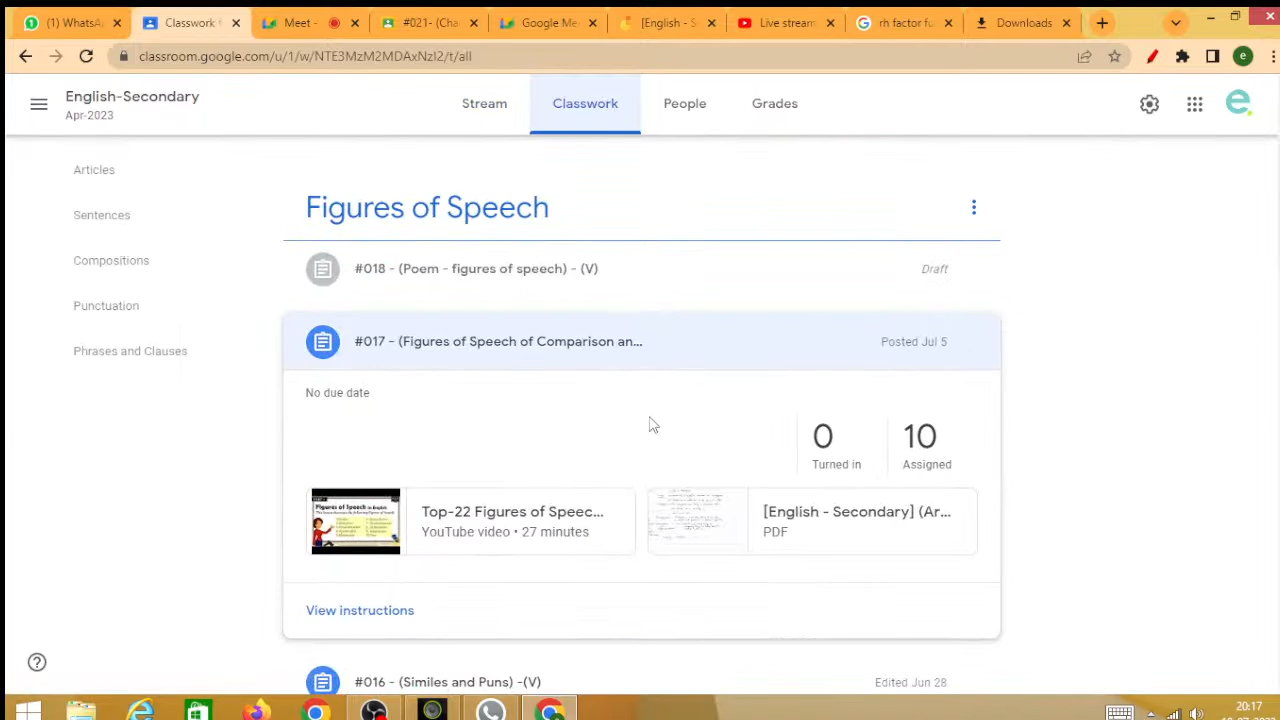 (1) WhatsA
Classwork
Meet -
#021- (Cha
Google Me
[English - S
Live stream
rh factor fu
Downloads
classroom.google.com/u/1/w/NTE3MzM2MDAxNzI2/t/all
e
English-Secondary
Apr-2023
Stream
Classwork
People
Grades
Articles
Sentences
Compositions
Punctuation
Phrases and Clauses
Figures of Speech
#018 - (Poem - figures of speech) - (V)
Draft
#017 - (Figures of Speech of Comparison an...
Posted Jul 5
No due date
0
Turned in
10
Assigned
Top-22 Figures of Speec...
YouTube video • 27 minutes
[English - Secondary] (Ar...
PDF
View instructions
#016 - (Similes and Puns) -(V)
Edited Jun 28
20:17